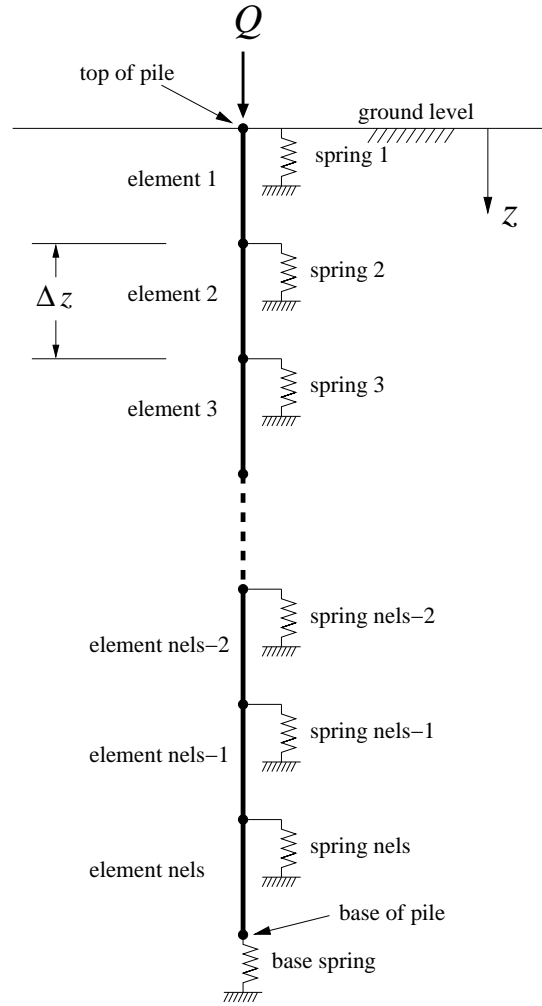 Q
top of pile
ground level
spring 1
element 1
z
spring 2
Δ z
element 2
spring 3
element 3
spring nels−2
element nels−2
spring nels−1
element nels−1
spring nels
element nels
base of pile
base spring